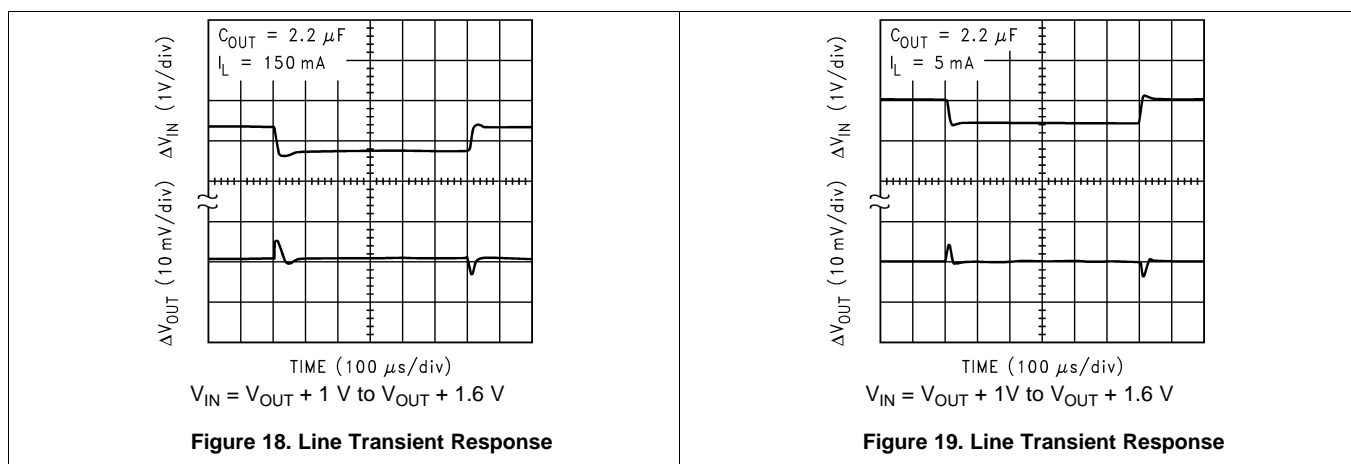 C_OUT = 2.2 μF
I_L = 150 mA
ΔV_IN (1V/div)
ΔV_OUT (10 mV/div)
TIME (100 μs/div)
V_IN = V_OUT + 1 V to V_OUT + 1.6 V
Figure 18. Line Transient Response
C_OUT = 2.2 μF
I_L = 5 mA
ΔV_IN (1V/div)
ΔV_OUT (10 mV/div)
TIME (100 μs/div)
V_IN = V_OUT + 1V to V_OUT + 1.6 V
Figure 19. Line Transient Response